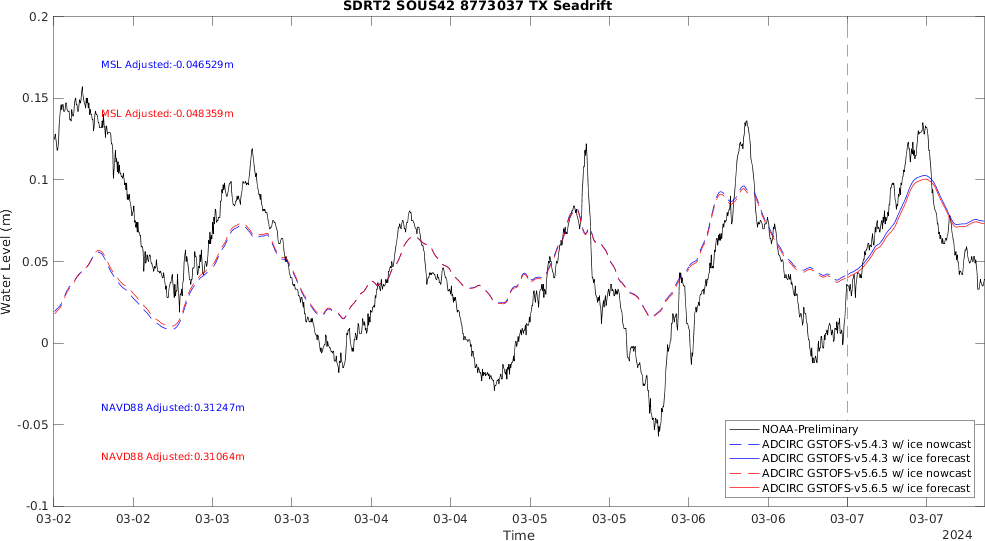 SDRT2 SOUS42 8773037 TX Seadrift
0.2
0.15
0.1
0.05
0
-0.05
-0.1
Water Level (m)
MSL Adjusted:-0.046529m
MSL Adjusted:-0.048359m
NAVD88 Adjusted:0.31247m
NAVD88 Adjusted:0.31064m
NOAA-Preliminary
ADCIRC GSTOFS-v5.4.3 w/ ice nowcast
ADCIRC GSTOFS-v5.4.3 w/ ice forecast
ADCIRC GSTOFS-v5.6.5 w/ ice nowcast
ADCIRC GSTOFS-v5.6.5 w/ ice forecast
03-02 03-02 03-03 03-03 03-04 03-04 03-05 03-05 03-06 03-06 03-07 03-07
Time
2024